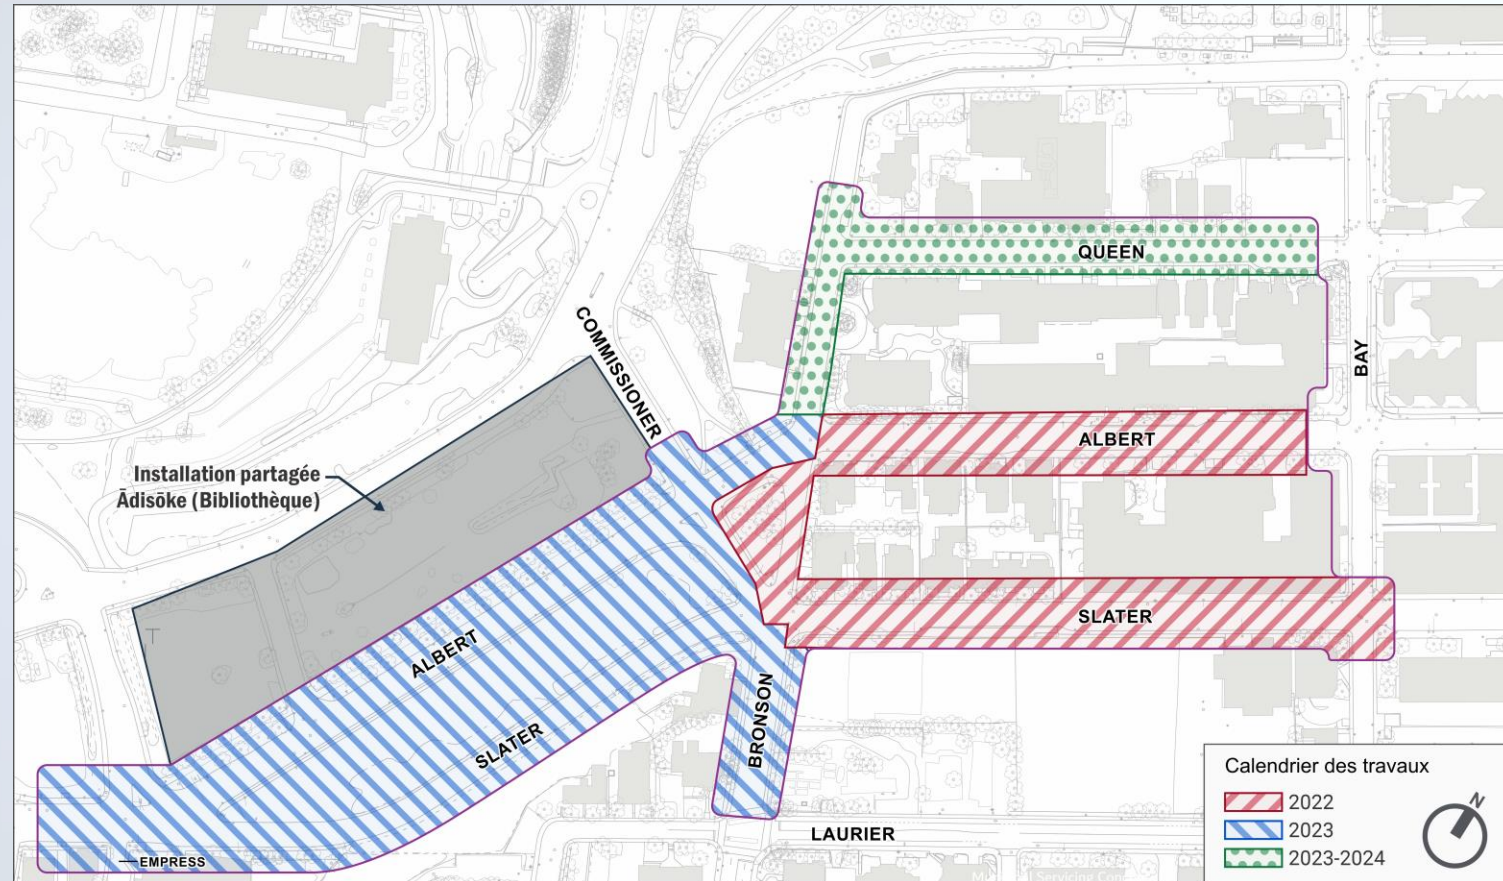 QUEEN
COMMISSIONER
BAY
ALBERT
Installation partagée
Ādisōke (Bibliothèque)
SLATER
ALBERT
SLATER
BRONSON
LAURIER
EMPRESS
Calendrier des travaux
N
2022
2023
2023-2024